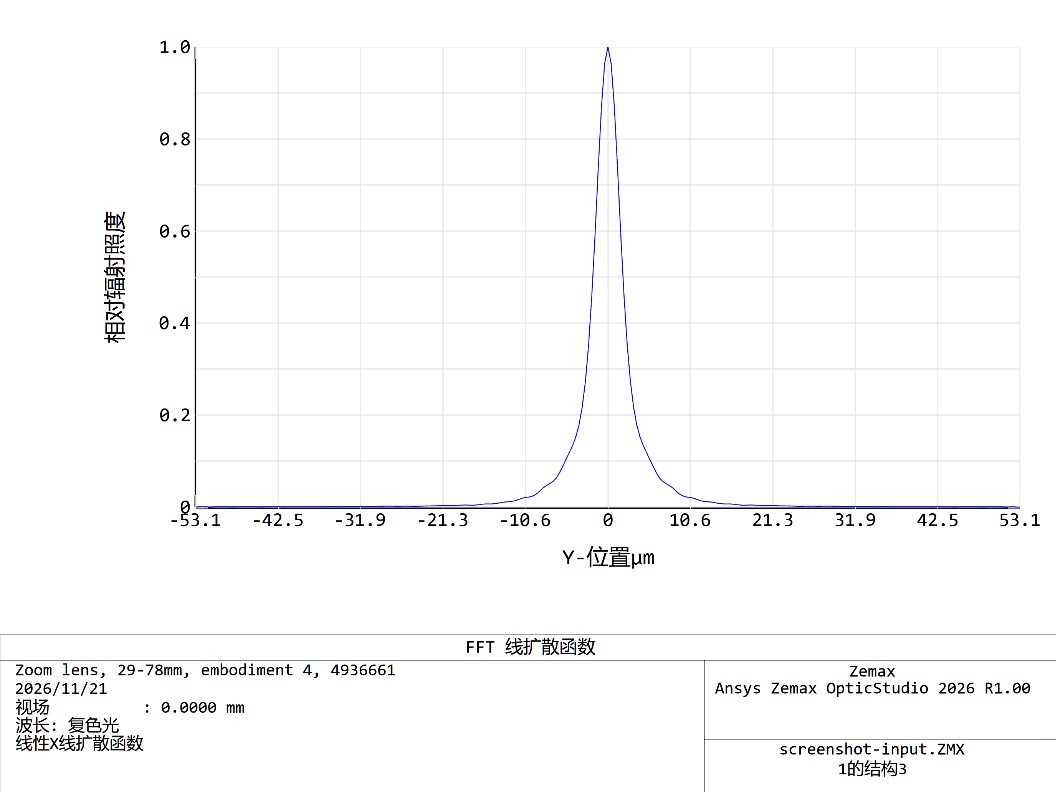 1.0
0.8
0.6
0.4
0.2
0
相对辐射照度
-53.1 -42.5 -31.9 -21.3 -10.6 0 10.6 21.3 31.9 42.5 53.1
Y-位置µm
FFT 线扩散函数
Zoom lens, 29-78mm, embodiment 4, 4936661
2026/11/21
视场 : 0.0000 mm
波长: 复色光
线性X线扩散函数
Zemax
Ansys Zemax OpticStudio 2026 R1.00
screenshot-input.ZMX
1的结构3